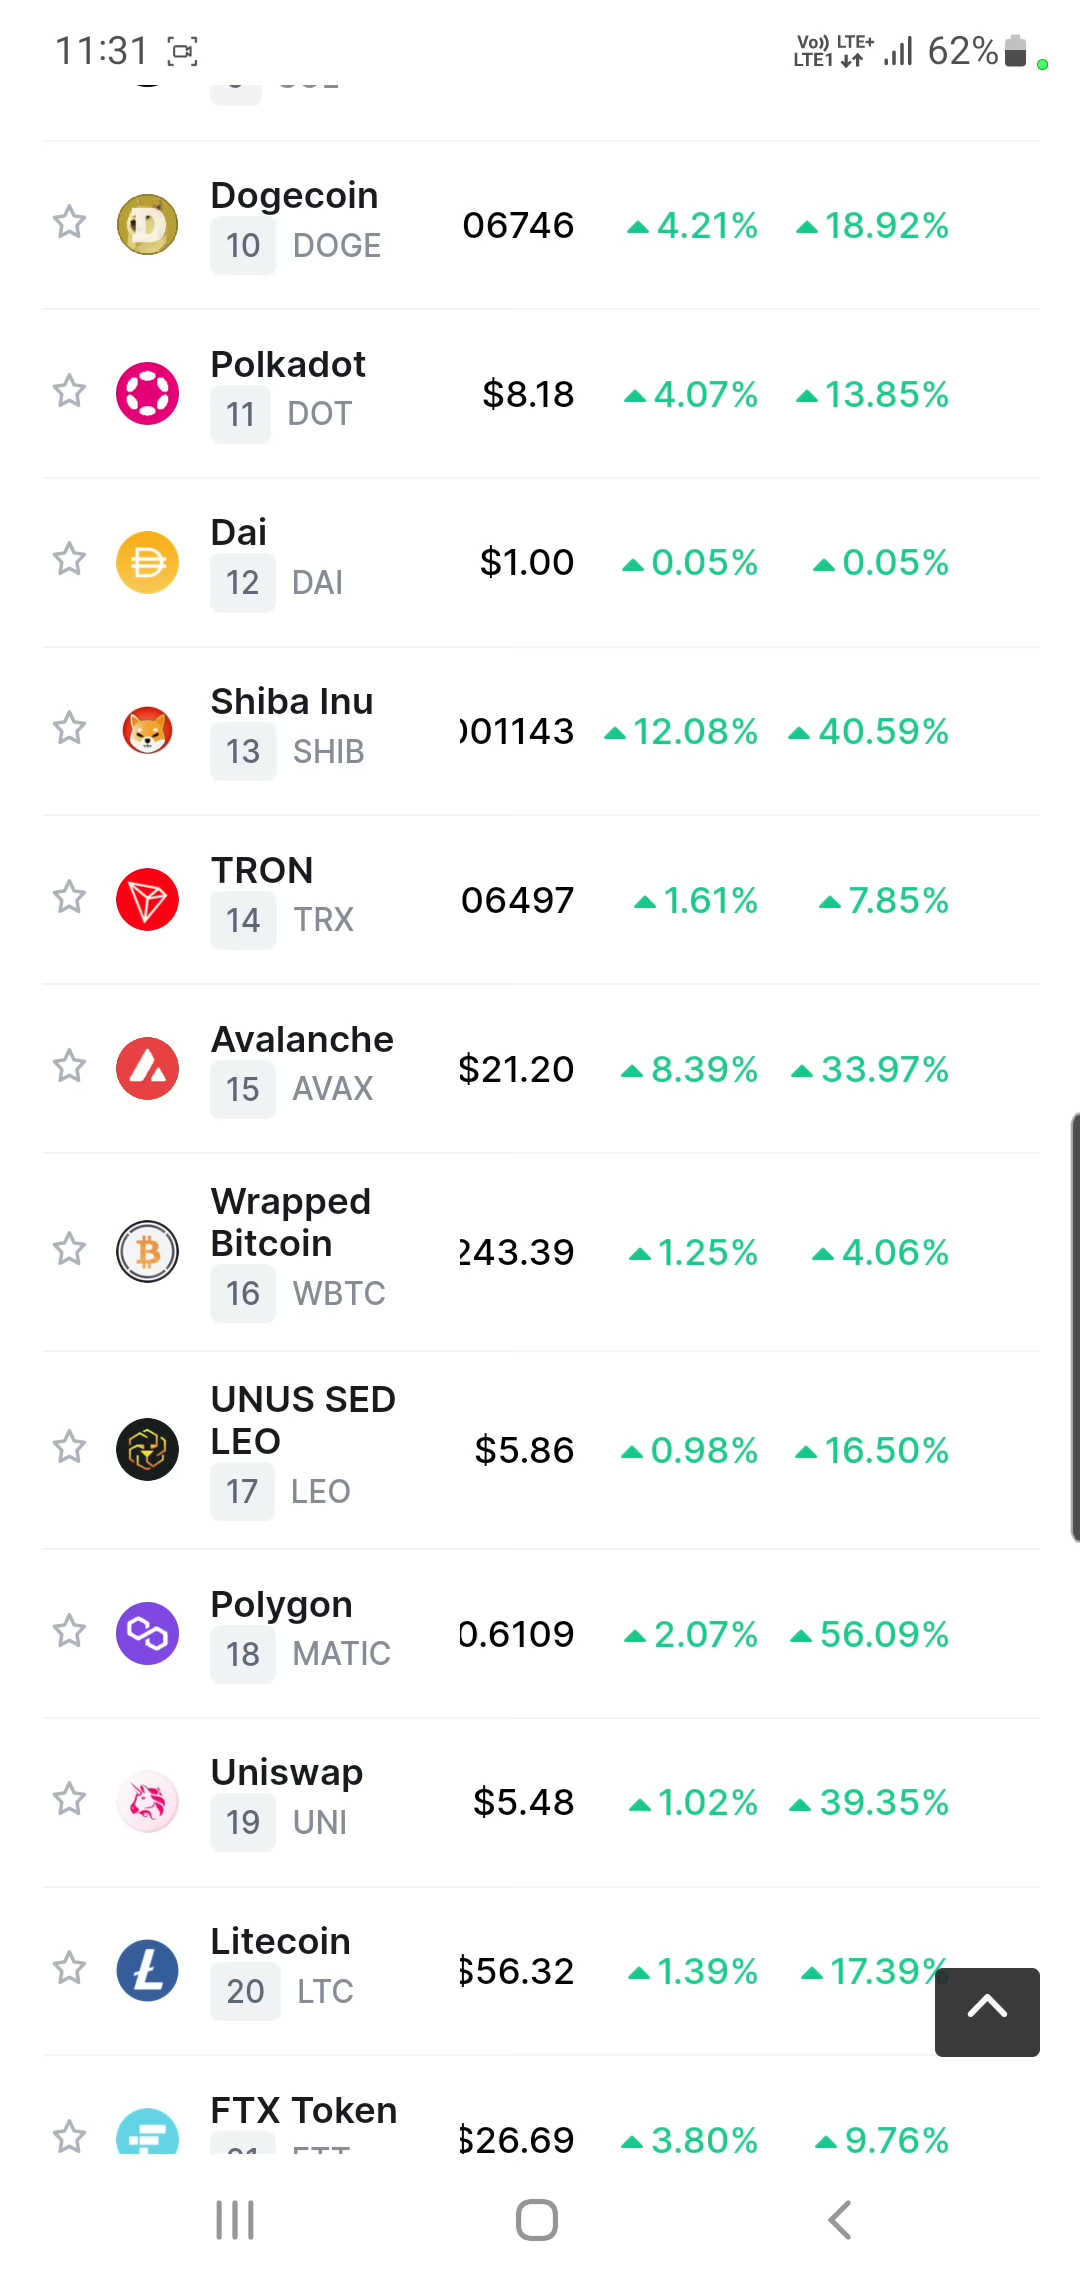 11:31 Vo)) LTE+ LTE1 62%
Dogecoin
10 DOGE 06746 4.21% 18.92%
Polkadot
11 DOT $8.18 4.07% 13.85%
Dai
12 DAI $1.00 0.05% 0.05%
Shiba Inu
13 SHIB 001143 12.08% 40.59%
TRON
14 TRX 06497 1.61% 7.85%
Avalanche
15 AVAX $21.20 8.39% 33.97%
Wrapped
Bitcoin
16 WBTC 243.39 1.25% 4.06%
UNUS SED
LEO
17 LEO $5.86 0.98% 16.50%
Polygon
18 MATIC 0.6109 2.07% 56.09%
Uniswap
19 UNI $5.48 1.02% 39.35%
Litecoin
20 LTC $56.32 1.39% 17.39%
FTX Token
$26.69 3.80% 9.76%